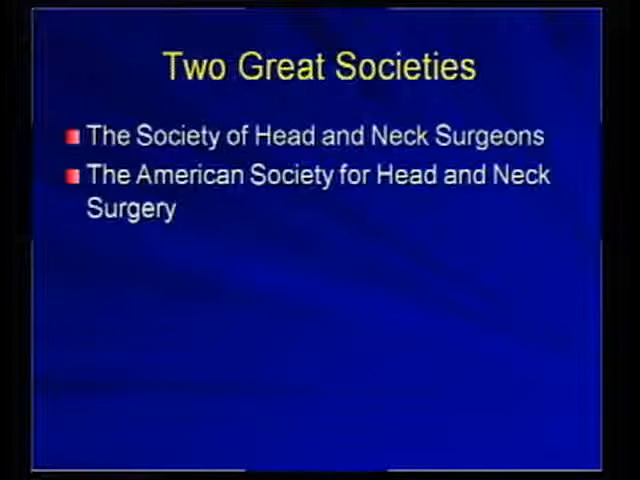 Two Great Societies
The Society of Head and Neck Surgeons
The American Society for Head and Neck
Surgery